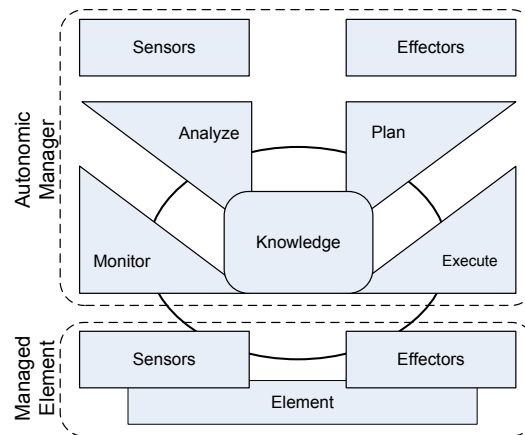 Sensors
Effectors
Autonomic
Manager
Analyze
Plan
Knowledge
Monitor
Execute
Managed
Element
Sensors
Effectors
Element